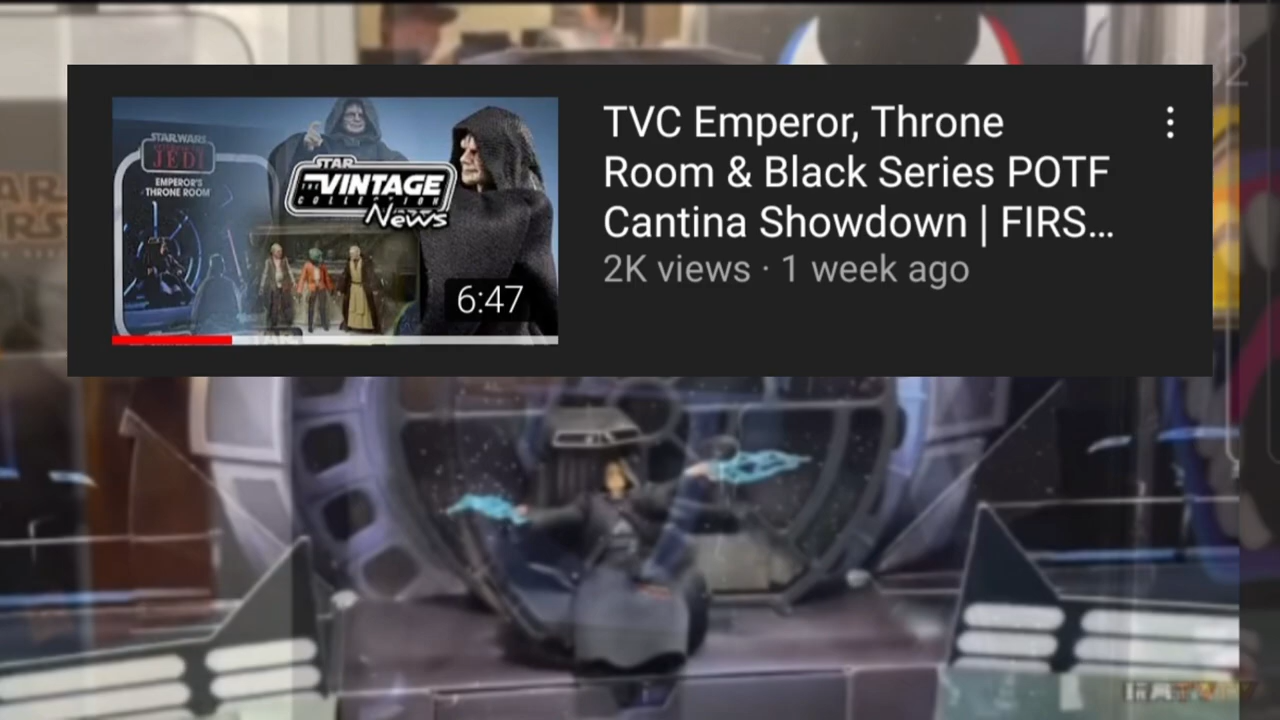 TVC Emperor, Throne
Room & Black Series POTF
Cantina Showdown | FIRS...
2K views · 1 week ago
STAR WARS
JEDI
EMPEROR'S
THRONE ROOM
STAR
THE VINTAGE
COLLECTION
News
6:47